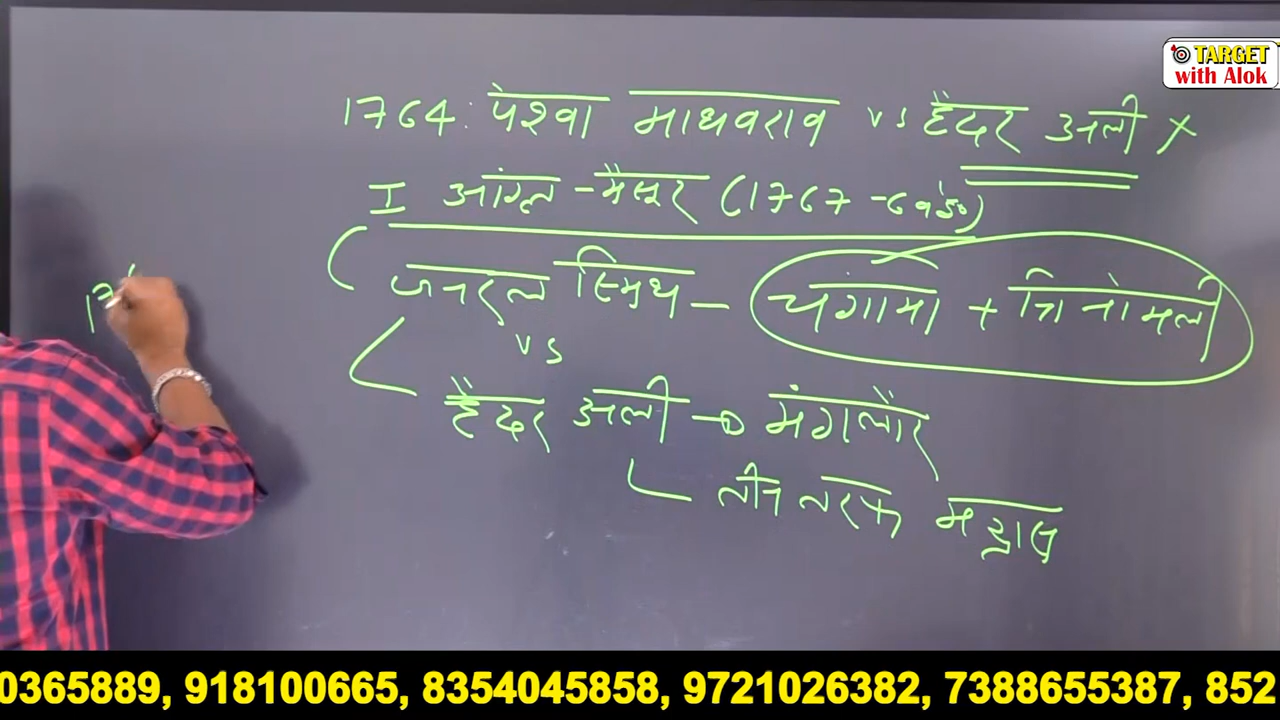 TARGET
with Alok
1764: पेश्वा माधवराव vs हैदर अली X
I आंग्ल-मैसूर (1767-69ई०)
जनरल स्मिथ - चंगामा + त्रिनोमली
vs
हैदर अली → मंगलौर
तीन तरफ मद्रास
17
0365889, 918100665, 8354045858, 9721026382, 7388655387, 852